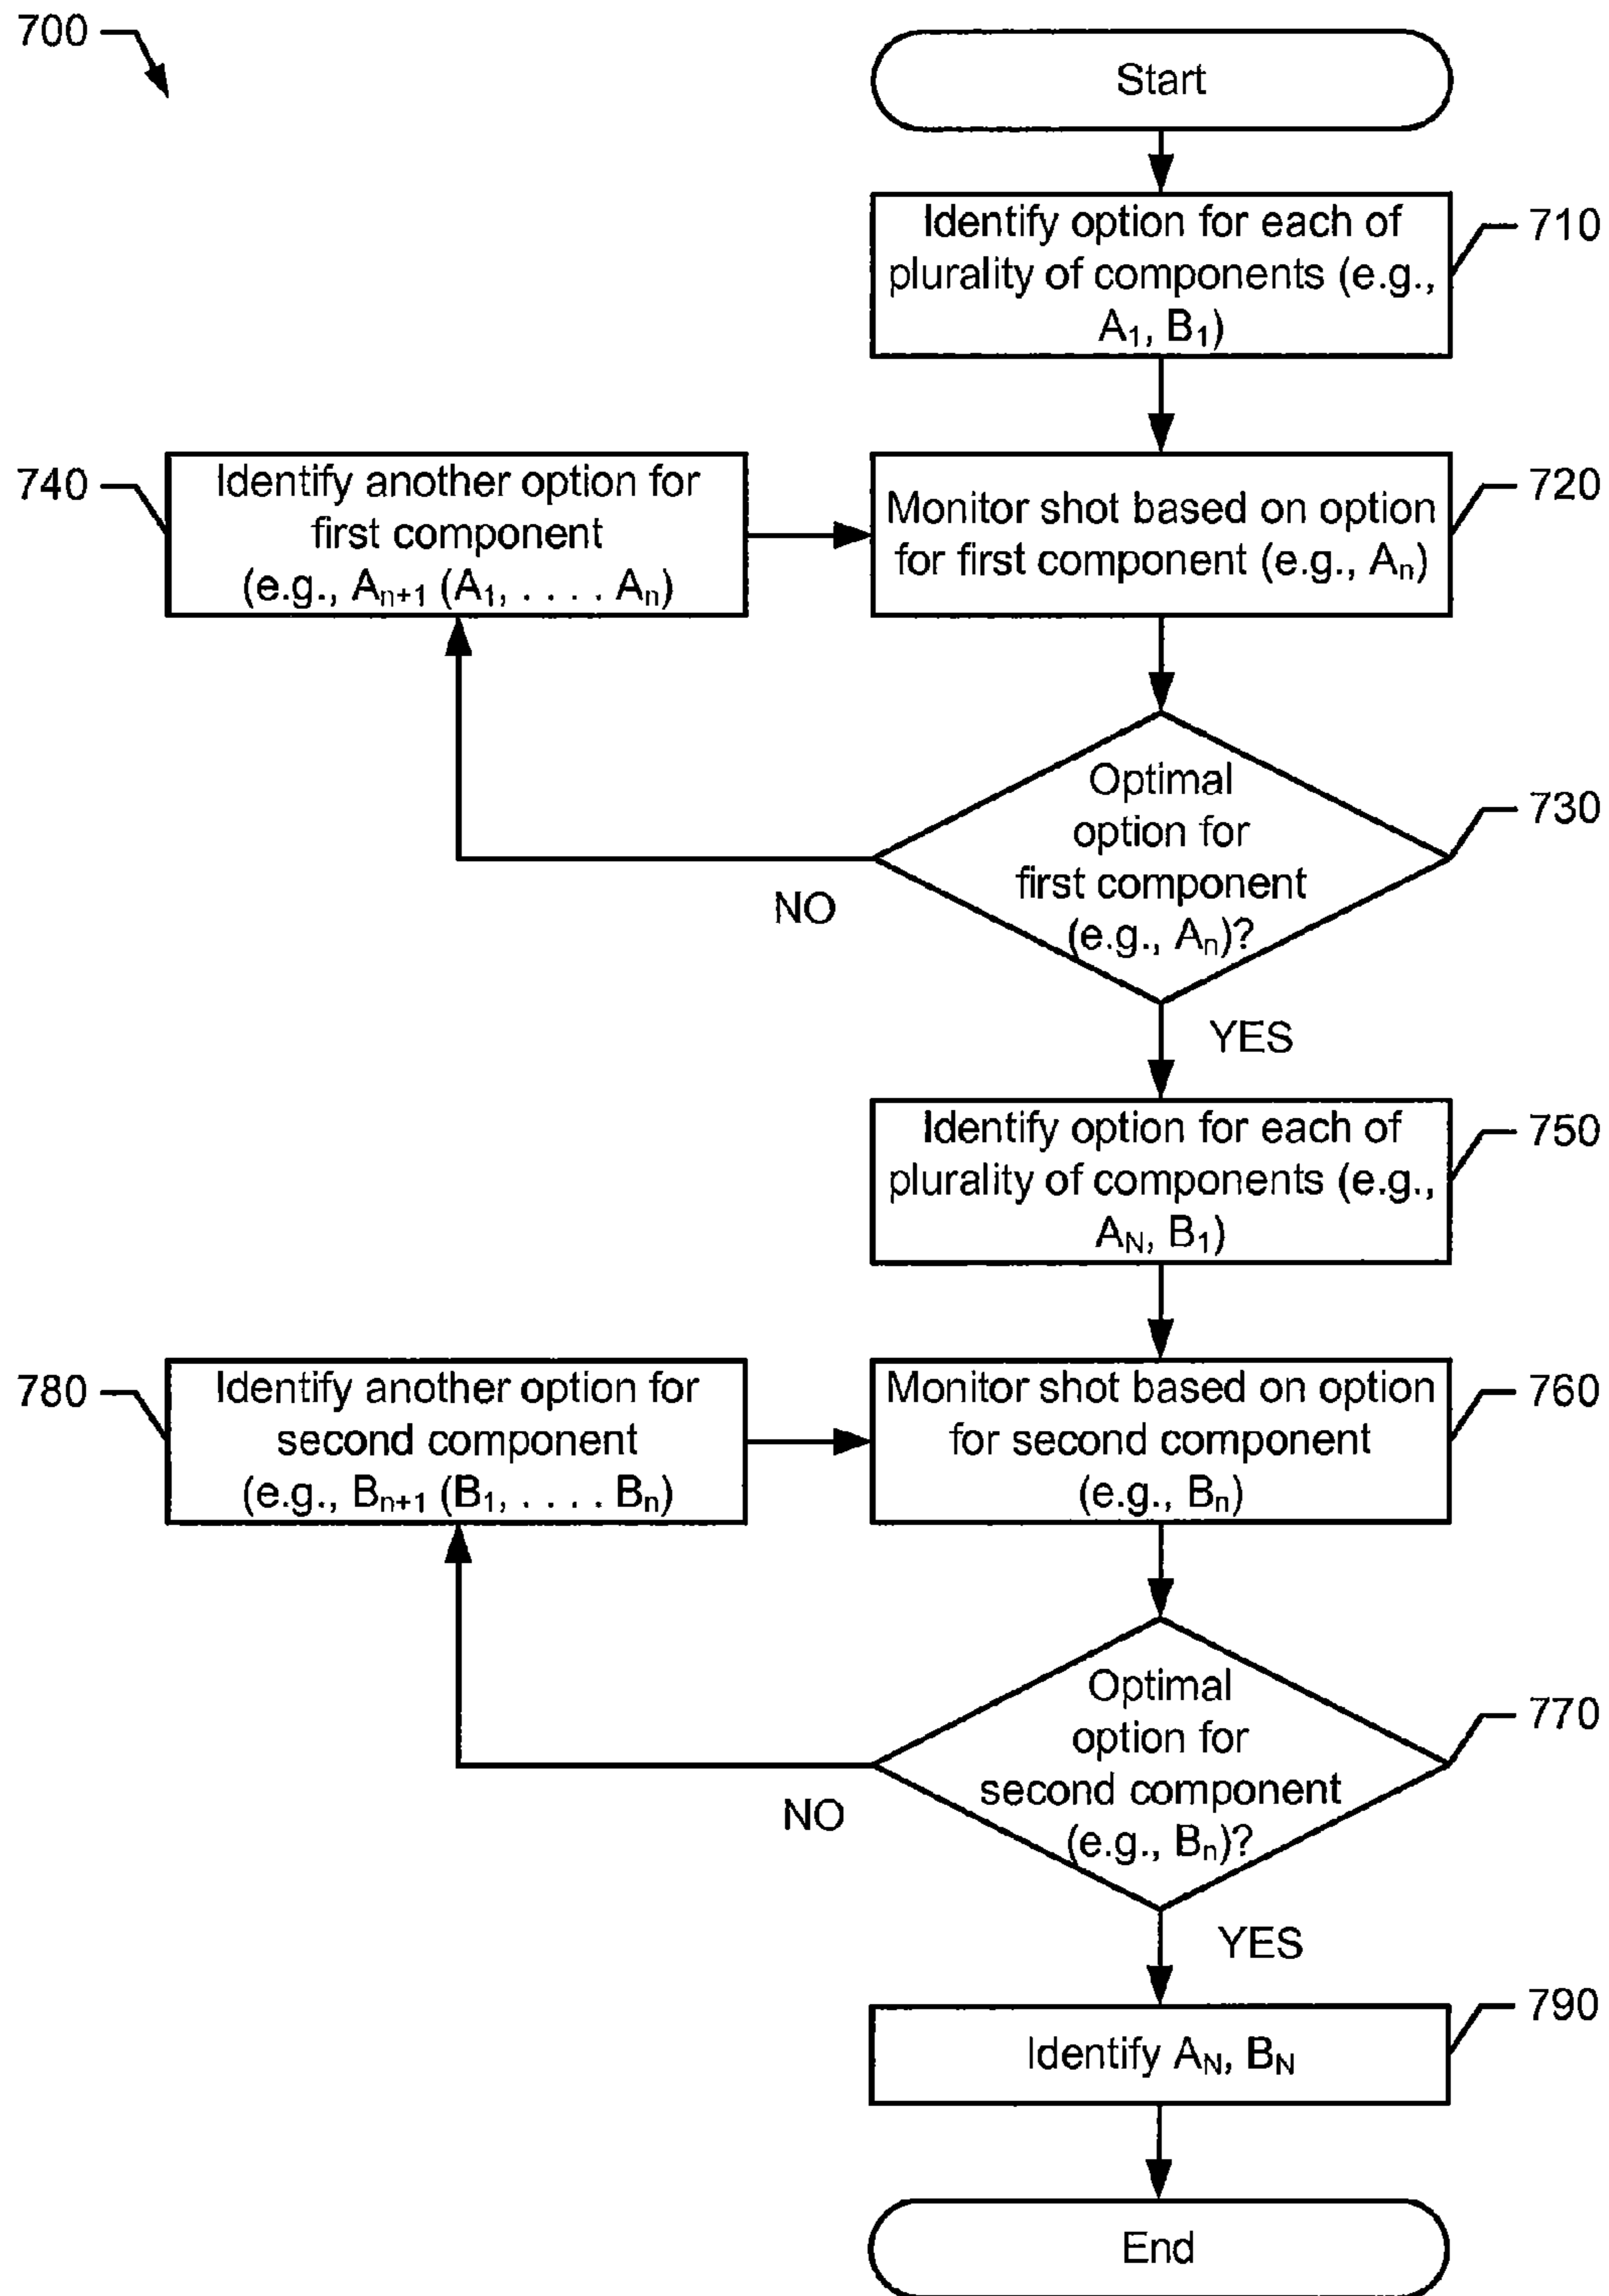 700
Start
Identify option for each of
plurality of components (e.g.,
A₁, B₁)
710
740
Identify another option for
first component
(e.g., Aₙ₊₁ (A₁, . . . . Aₙ)
Monitor shot based on option
for first component (e.g., Aₙ)
720
Optimal
option for
first component
(e.g., Aₙ)?
730
NO
YES
Identify option for each of
plurality of components (e.g.,
A_N, B₁)
750
780
Identify another option for
second component
(e.g., Bₙ₊₁ (B₁, . . . . Bₙ)
Monitor shot based on option
for second component
(e.g., Bₙ)
760
Optimal
option for
second component
(e.g., Bₙ)?
770
NO
YES
Identify A_N, B_N
790
End